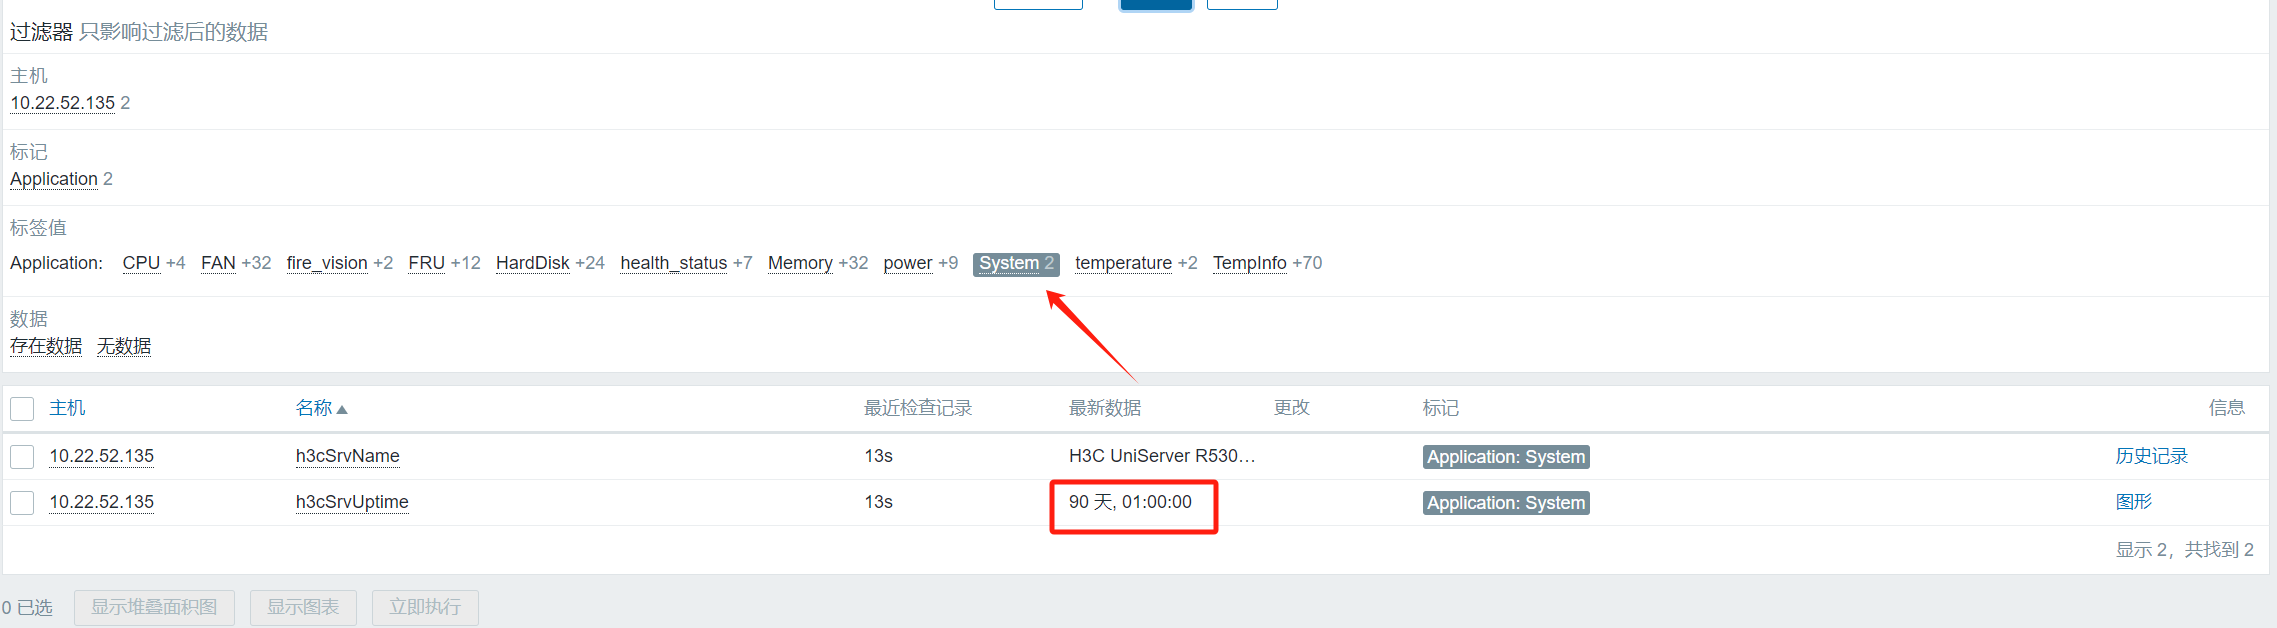 过滤器 只影响过滤后的数据
主机
10.22.52.135 2
标记
Application 2
标签值
Application: CPU +4 FAN +32 fire_vision +2 FRU +12 HardDisk +24 health_status +7 Memory +32 power +9 System 2 temperature +2 TempInfo +70
数据
存在数据 无数据
主机 名称 最近检查记录 最新数据 更改 标记 信息
10.22.52.135 h3cSrvName 13s H3C UniServer R530… Application: System 历史记录
10.22.52.135 h3cSrvUptime 13s 90 天, 01:00:00 Application: System 图形
显示 2，共找到 2
0 已选 显示堆叠面积图 显示图表 立即执行